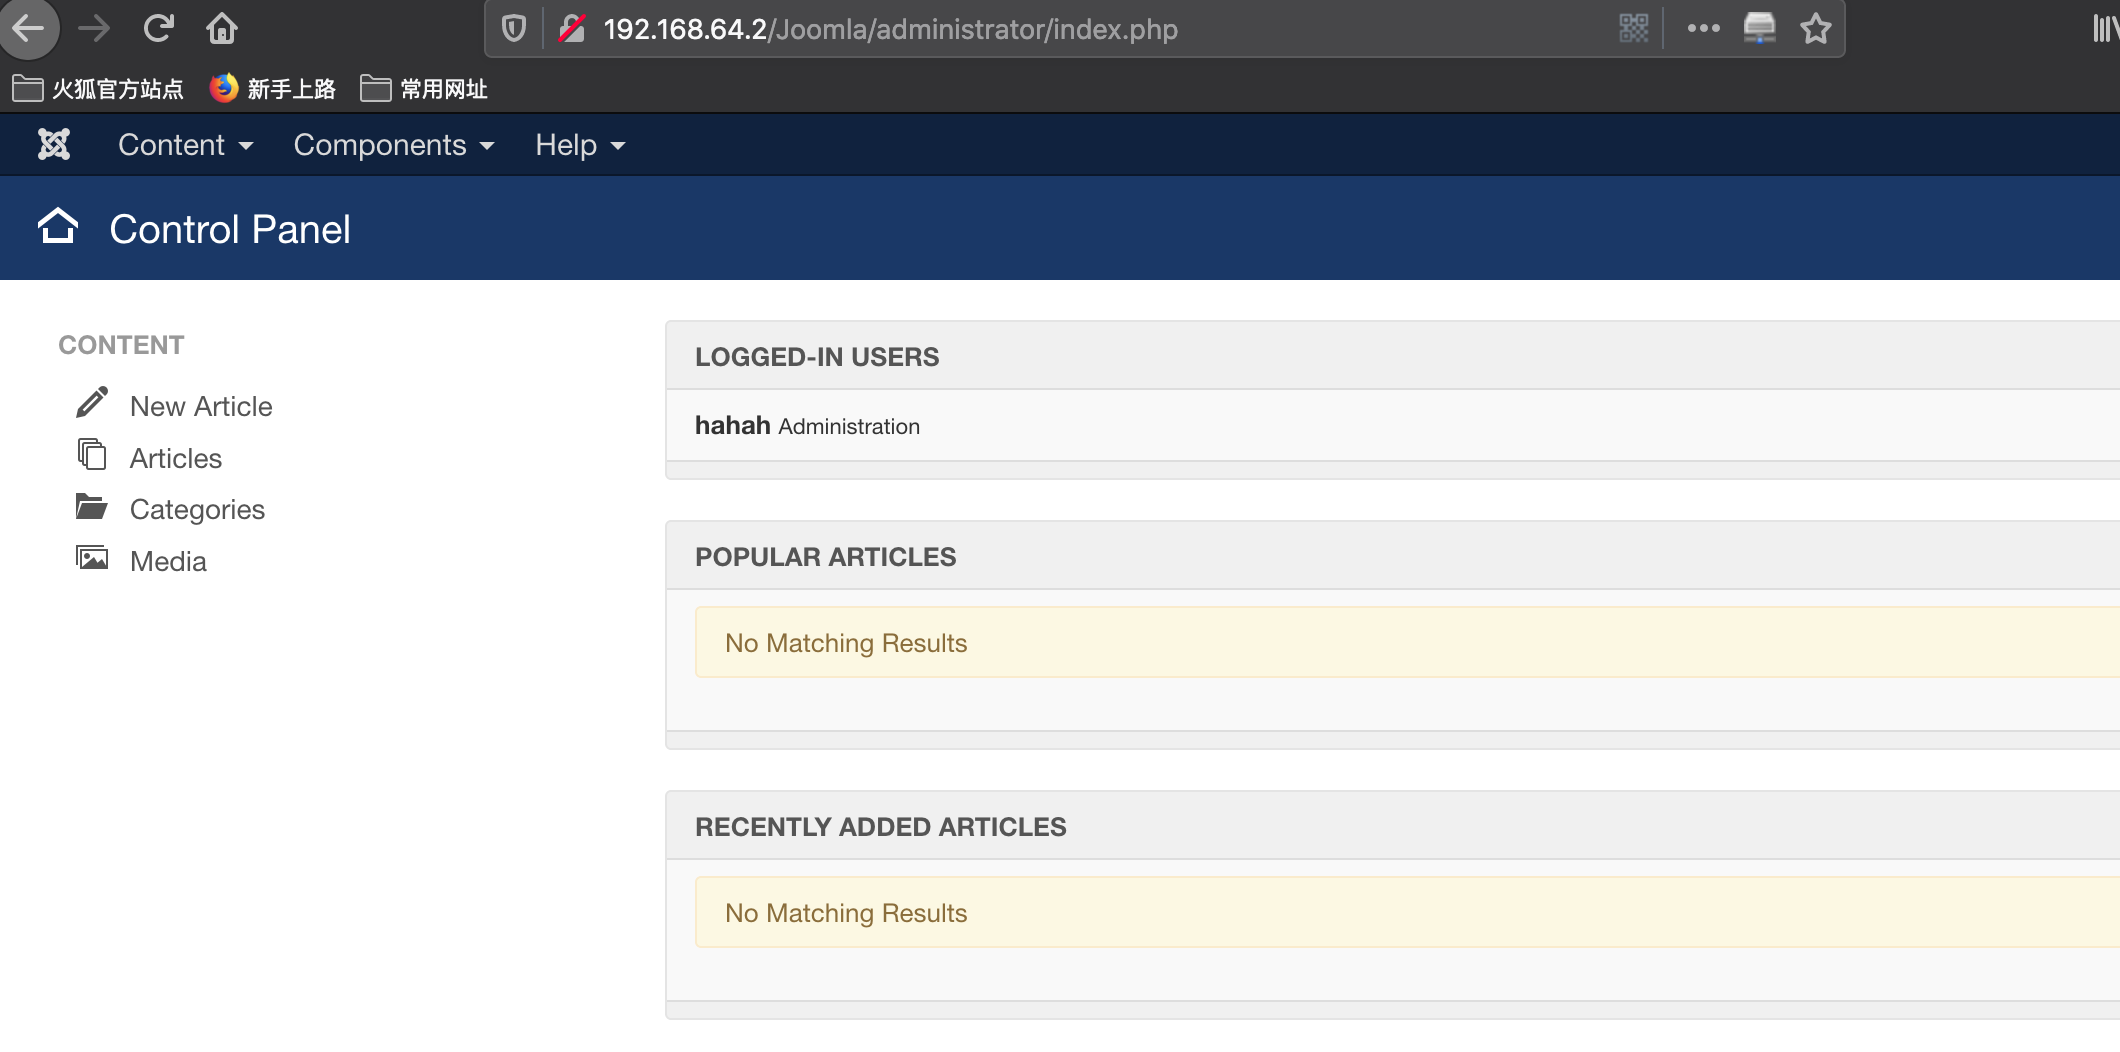 192.168.64.2/Joomla/administrator/index.php
火狐官方站点 新手上路 常用网址
Content Components Help
Control Panel
CONTENT
New Article
Articles
Categories
Media
LOGGED-IN USERS
hahah Administration
POPULAR ARTICLES
No Matching Results
RECENTLY ADDED ARTICLES
No Matching Results